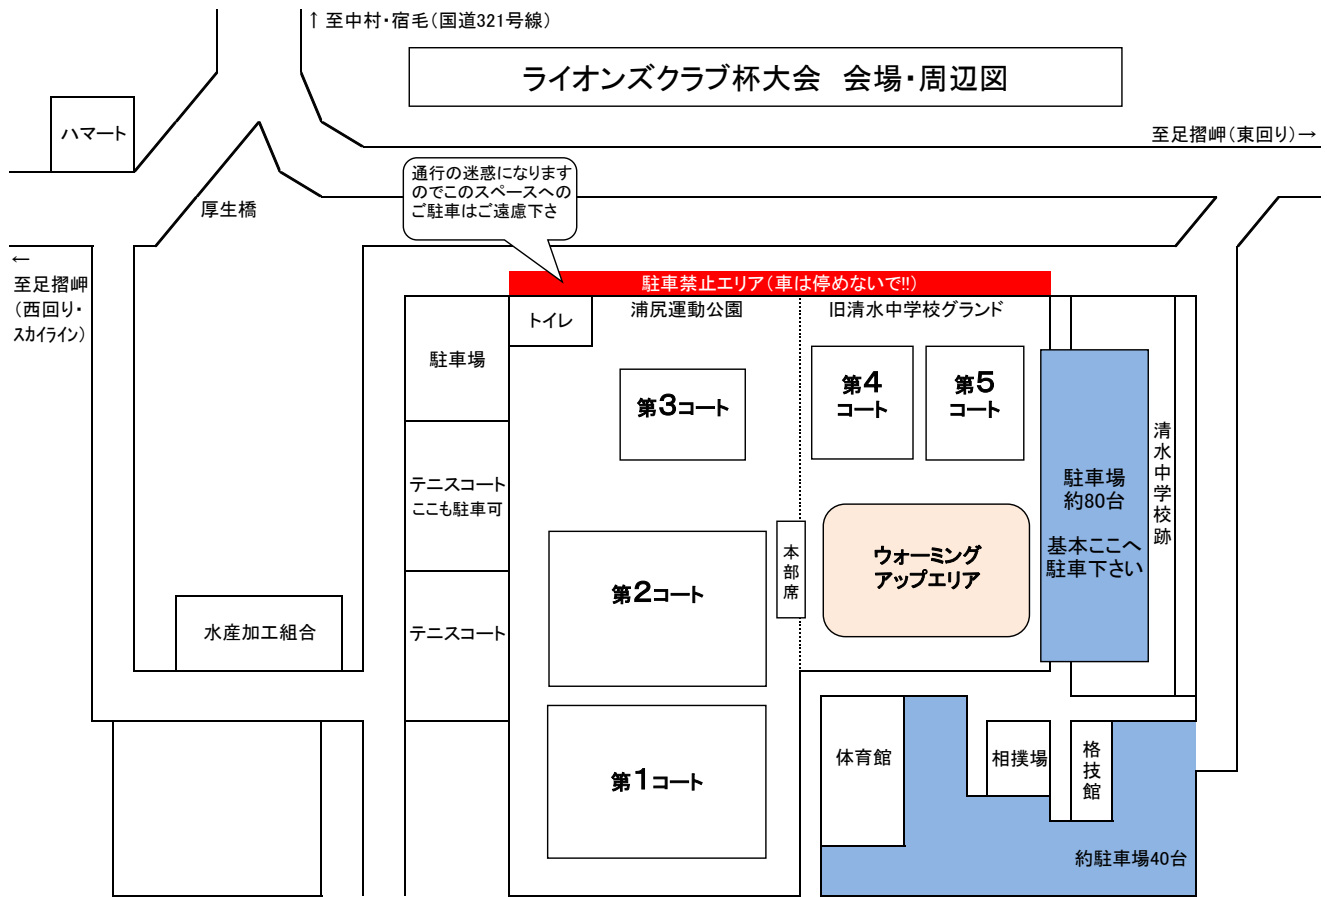 ↑ 至中村・宿毛(国道321号線)
ライオンズクラブ杯大会　会場・周辺図
ハマート
至足摺岬(東回り)→
通行の迷惑になります
のでこのスペースへの
ご駐車はご遠慮下さ
厚生橋
←
至足摺岬
(西回り・
スカイライン)
駐車禁止エリア(車は停めないで!!)
トイレ
浦尻運動公園
旧清水中学校グランド
駐車場
第3コート
第4
コート
第5
コート
清水中学校跡
テニスコート
ここも駐車可
駐車場
約80台
基本ここへ
駐車下さい
本部席
ウォーミング
アップエリア
第2コート
水産加工組合
テニスコート
体育館
相撲場
格技館
第1コート
約駐車場40台